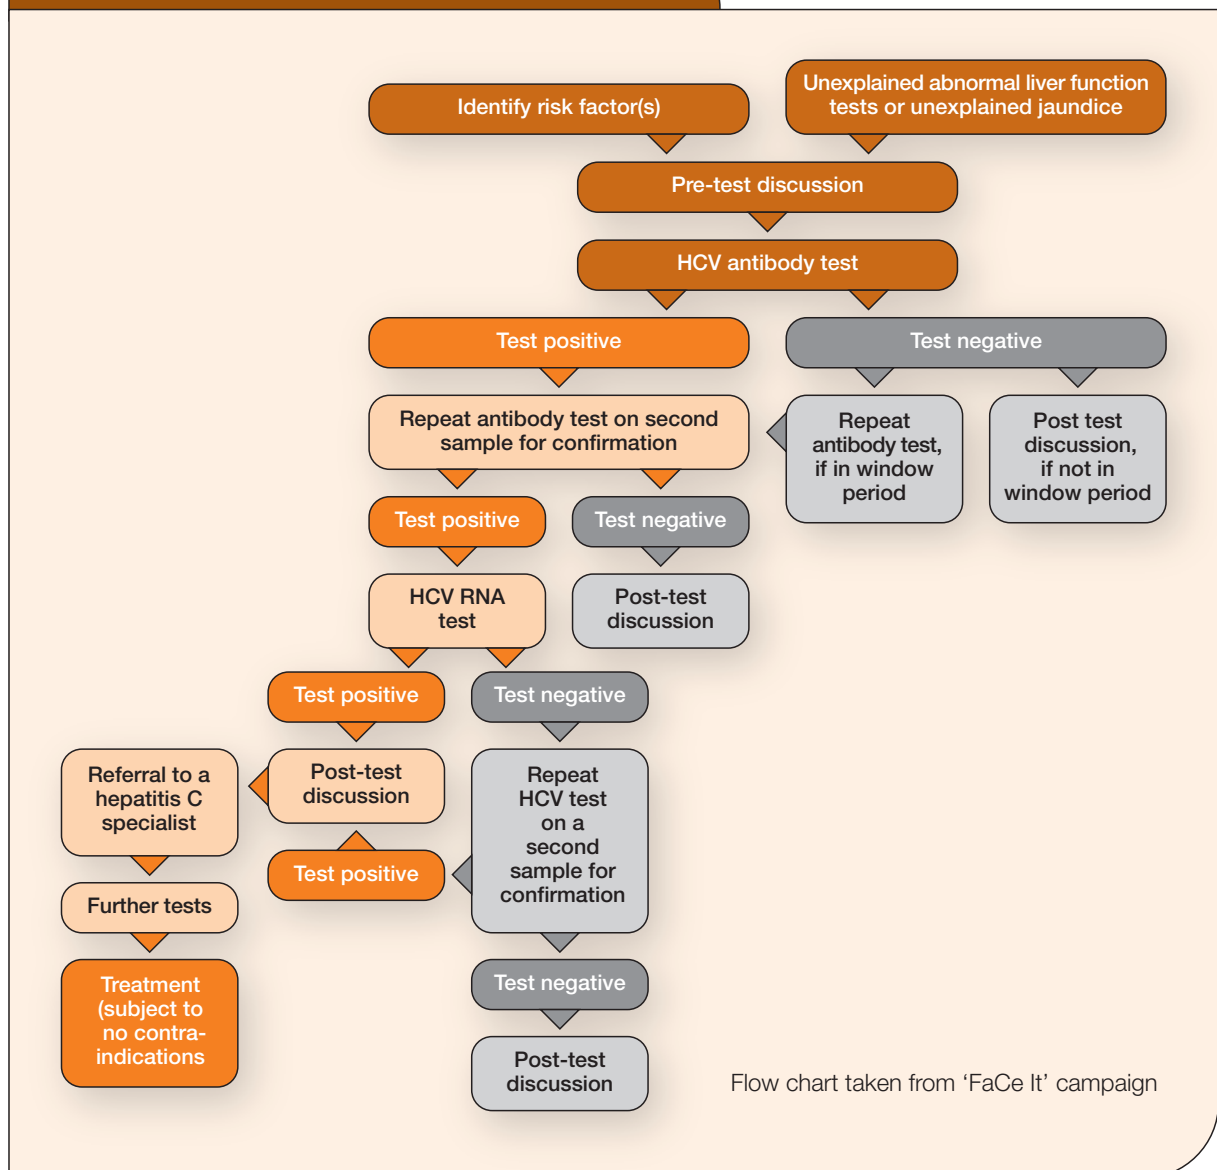 Identify risk factor(s)
Unexplained abnormal liver function
tests or unexplained jaundice
Pre-test discussion
HCV antibody test
Test positive
Test negative
Repeat antibody test on second
sample for confirmation
Repeat
antibody test,
if in window
period
Post test
discussion,
if not in
window period
Test positive
Test negative
HCV RNA
test
Post-test
discussion
Test positive
Test negative
Referral to a
hepatitis C
specialist
Post-test
discussion
Repeat
HCV test
on a
second
sample for
confirmation
Test positive
Further tests
Treatment
(subject to
no contra-
indications
Test negative
Post-test
discussion
Flow chart taken from ‘FaCe It’ campaign